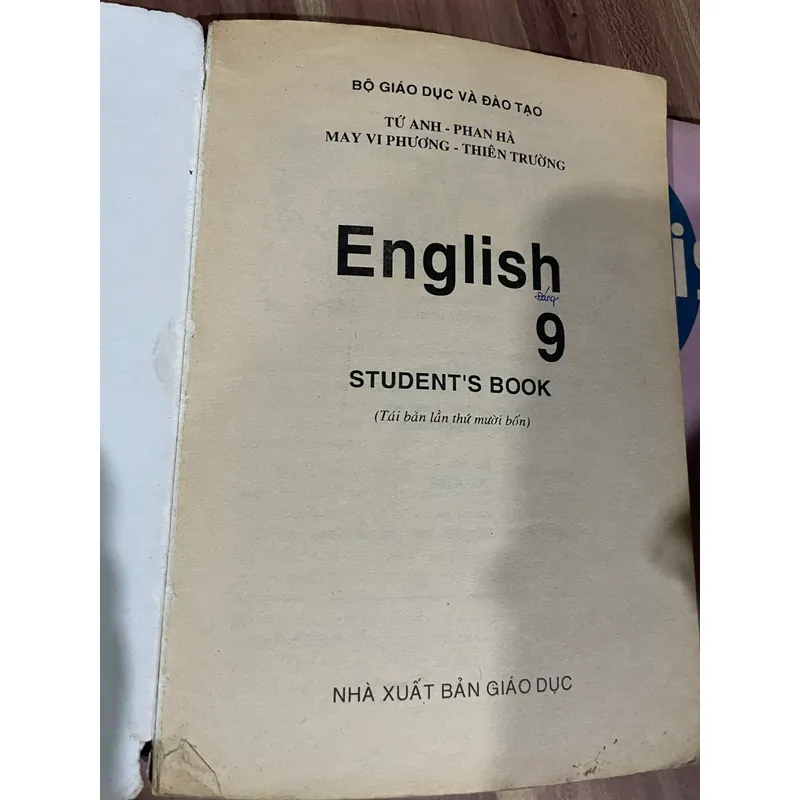 BỘ GIÁO DỤC VÀ ĐÀO TẠO
TỨ ANH - PHAN HÀ
MAY VI PHƯƠNG - THIÊN TRƯỜNG
English
9
STUDENT'S BOOK
(Tái bản lần thứ mười bốn)
NHÀ XUẤT BẢN GIÁO DỤC